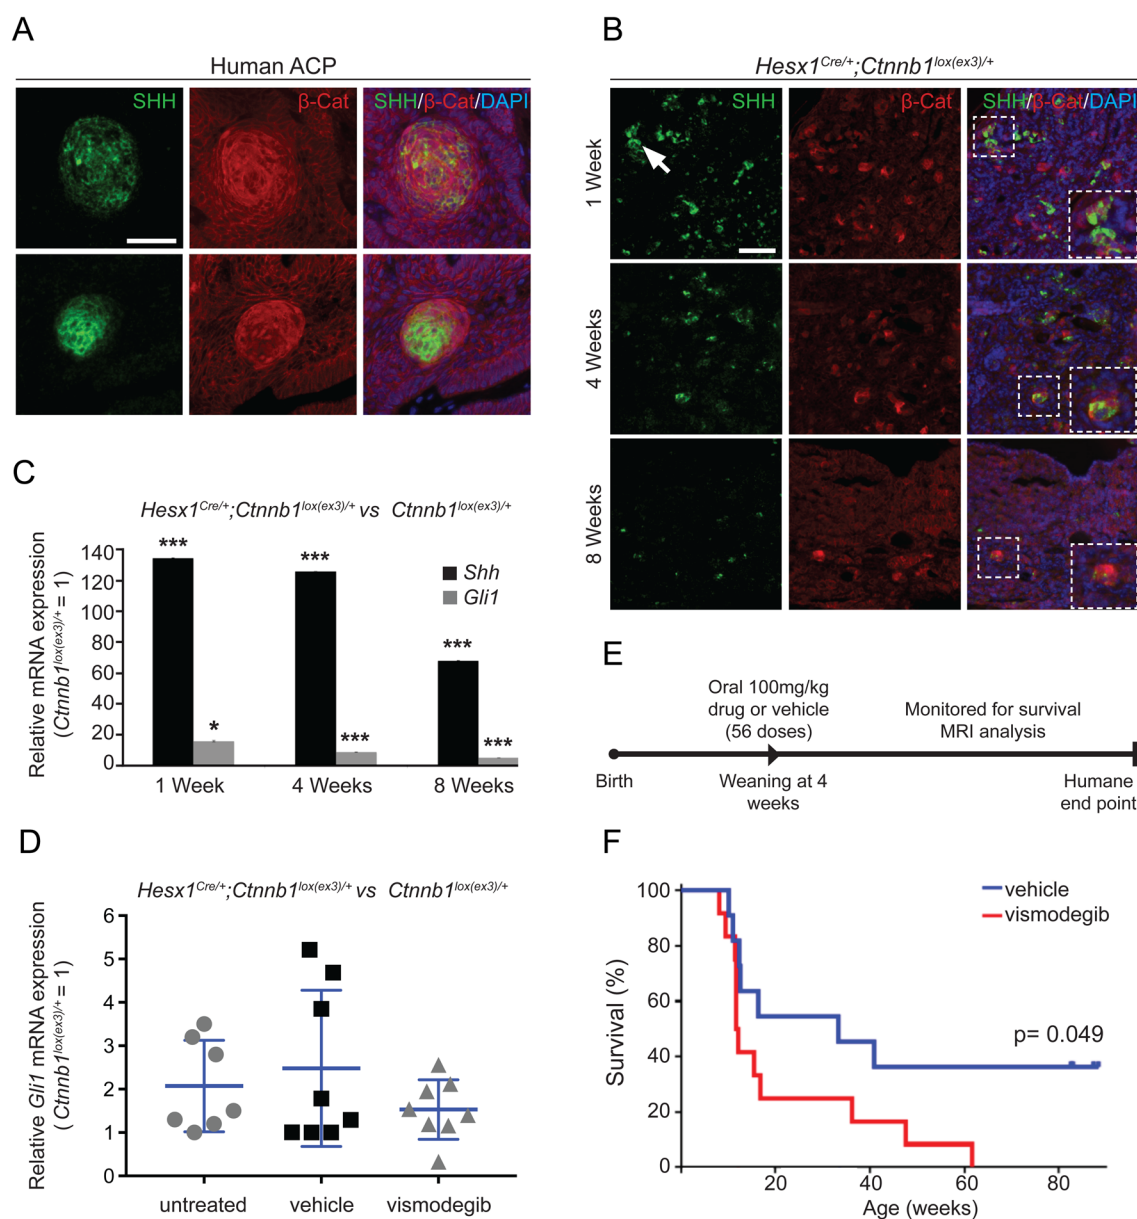 A
Human ACP
SHH
β-Cat
SHH/β-Cat/DAPI
B
Hesx1Cre/+;Ctnnb1lox(ex3)/+
SHH
β-Cat
SHH/β-Cat/DAPI
1 Week
4 Weeks
8 Weeks
C
Hesx1Cre/+;Ctnnb1lox(ex3)/+ vs Ctnnb1lox(ex3)/+
Relative mRNA expression
(Ctnnb1lox(ex3)/+ = 1)
140
120
100
80
60
40
20
0
***
*
***
***
***
***
Shh
Gli1
1 Week
4 Weeks
8 Weeks
D
Hesx1Cre/+;Ctnnb1lox(ex3)/+ vs Ctnnb1lox(ex3)/+
Relative Gli1 mRNA expression
( Ctnnb1lox(ex3)/+ = 1)
6
5
4
3
2
1
0
untreated
vehicle
vismodegib
E
Oral 100mg/kg
drug or vehicle
(56 doses)
Monitored for survival
MRI analysis
Birth
Weaning at 4
weeks
Humane
end point
F
vehicle
vismodegib
p= 0.049
Survival (%)
100
80
60
40
20
0
20
40
60
80
Age (weeks)